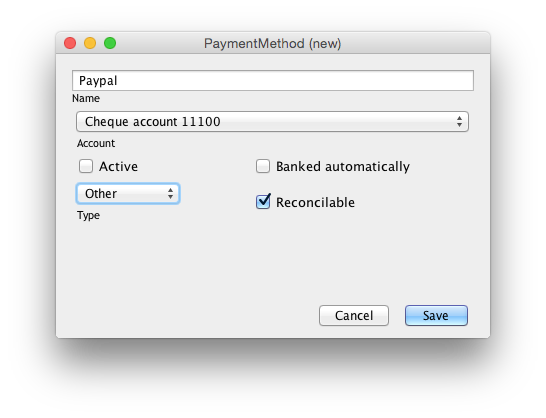 PaymentMethod (new)
Paypal
Name
Cheque account 11100
Account
Active
Banked automatically
Other
Reconcilable
Type
Cancel
Save